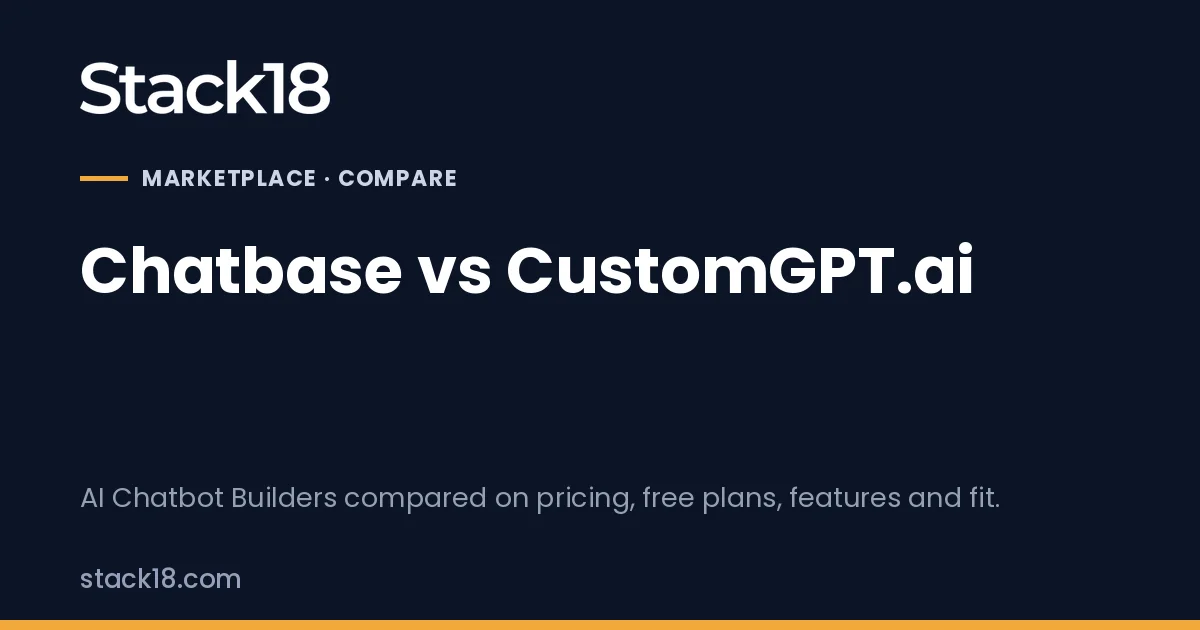 Stack18
MARKETPLACE · COMPARE
Chatbase vs CustomGPT.ai
AI Chatbot Builders compared on pricing, free plans, features and fit.
stack18.com